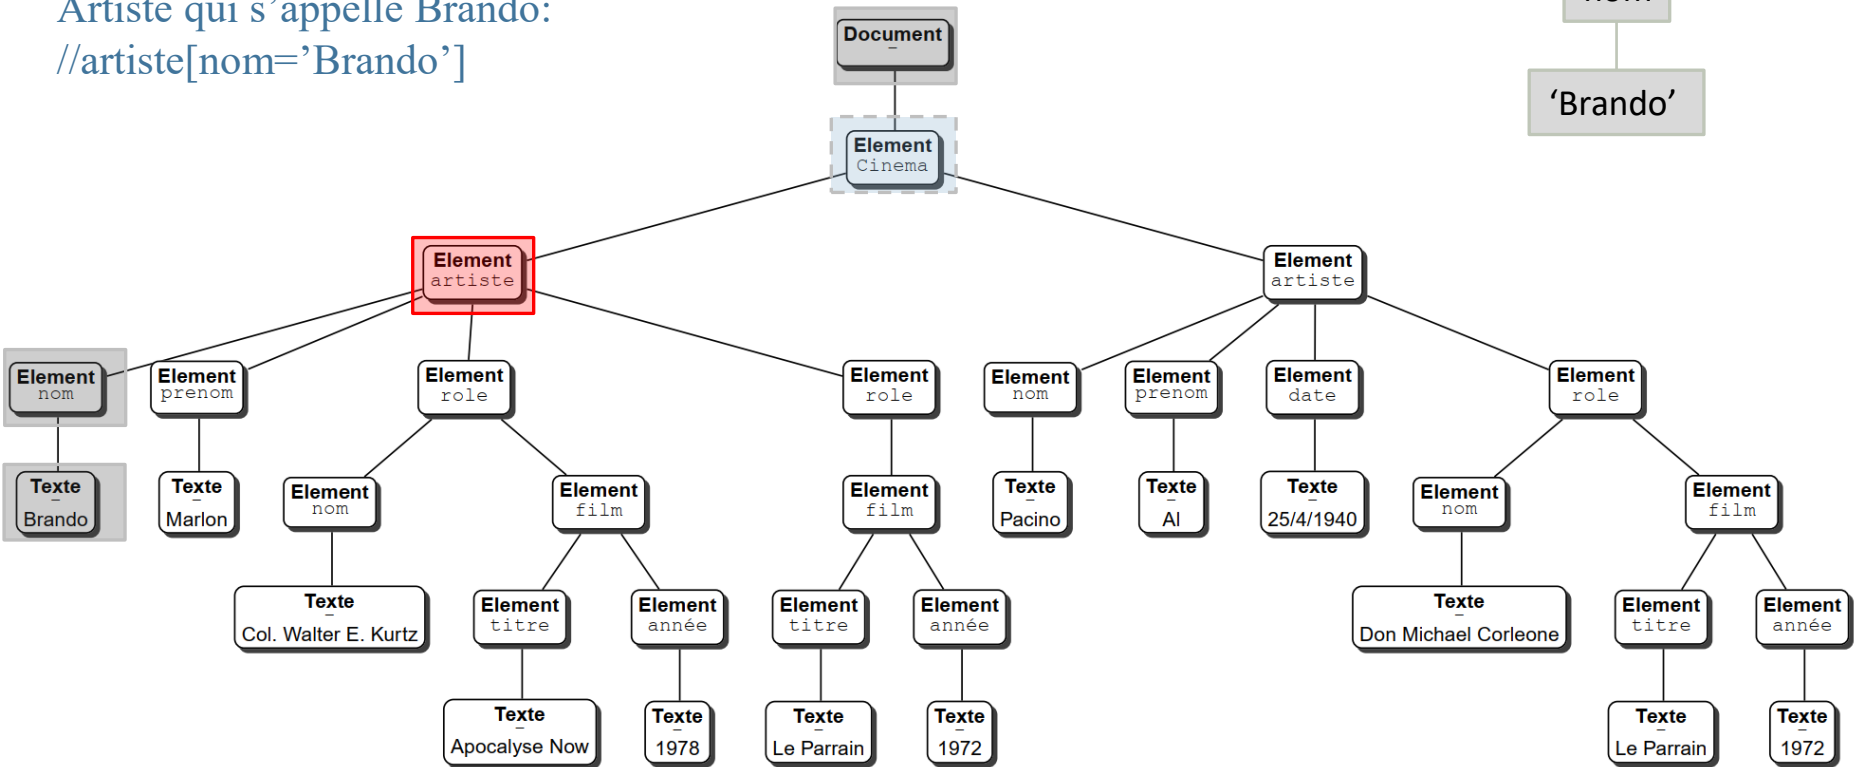 Artiste qui s’appelle Brando:
//artiste[nom=’Brando’]
nom
‘Brando’
Document
–
Element
Cinema
Element
artiste
Element
artiste
Element
nom
Element
prenom
Element
role
Element
role
Element
nom
Element
prenom
Element
date
Element
role
Texte
–
Brando
Texte
–
Marlon
Element
nom
Element
film
Element
film
Texte
–
Pacino
Texte
–
Al
Texte
–
25/4/1940
Element
nom
Element
film
Texte
–
Col. Walter E. Kurtz
Element
titre
Element
année
Element
titre
Element
année
Texte
–
Don Michael Corleone
Element
titre
Element
année
Texte
–
Apocalyse Now
Texte
–
1978
Texte
–
Le Parrain
Texte
–
1972
Texte
–
Le Parrain
Texte
–
1972